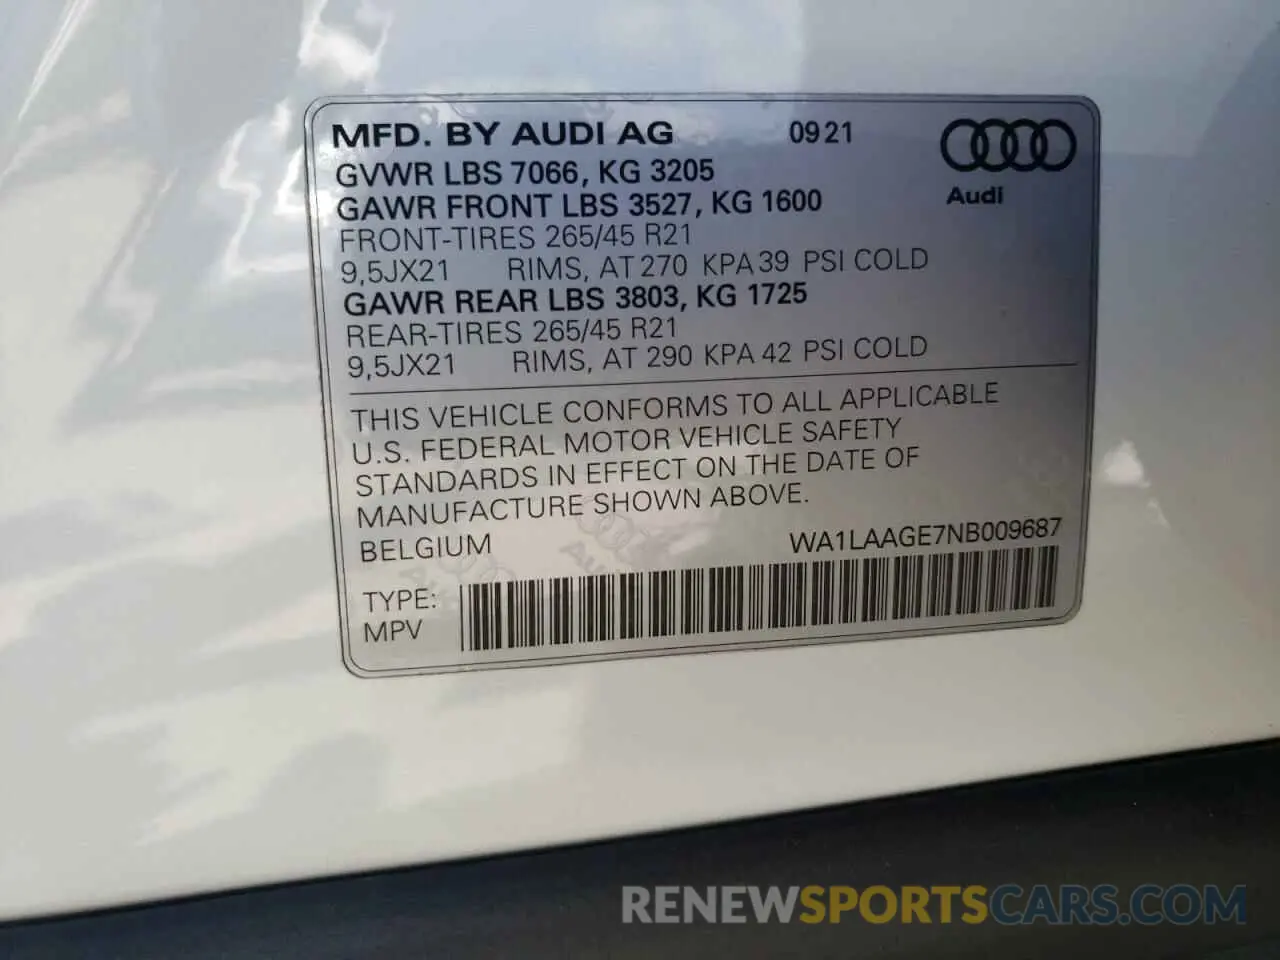 MFD. BY AUDI AG 09 21
GVWR LBS 7066, KG 3205
Audi
GAWR FRONT LBS 3527, KG 1600
FRONT-TIRES 265/45 R21
9,5JX21 RIMS, AT 270 KPA 39 PSI COLD
GAWR REAR LBS 3803, KG 1725
REAR-TIRES 265/45 R21
9,5JX21 RIMS, AT 290 KPA 42 PSI COLD
THIS VEHICLE CONFORMS TO ALL APPLICABLE
U.S. FEDERAL MOTOR VEHICLE SAFETY
STANDARDS IN EFFECT ON THE DATE OF
MANUFACTURE SHOWN ABOVE.
BELGIUM WA1LAAGE7NB009687
TYPE:
MPV
RENEWSPORTSCARS.COM